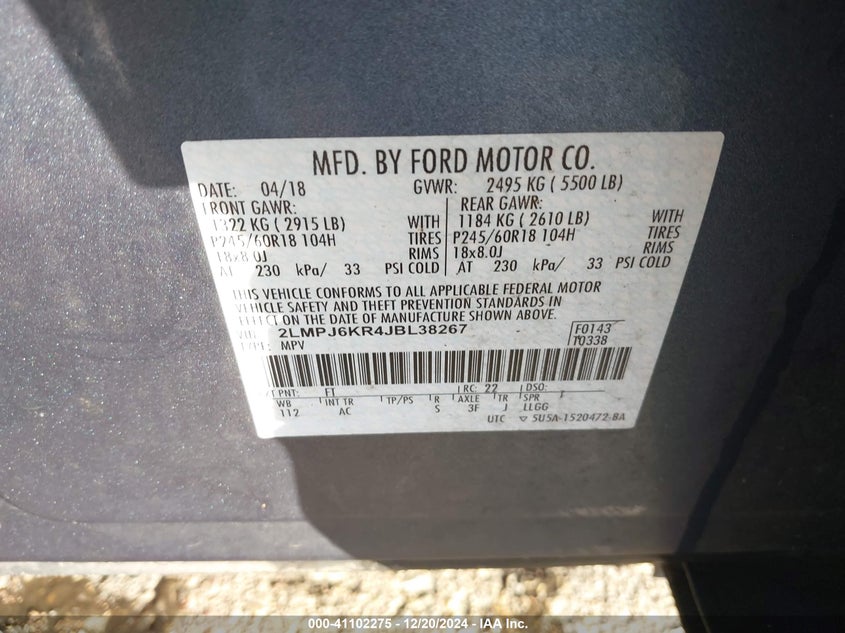 MFD. BY FORD MOTOR CO.
DATE: 04/18 GVWR: 2495 KG ( 5500 LB)
FRONT GAWR: REAR GAWR:
1322 KG ( 2915 LB) WITH 1184 KG ( 2610 LB) WITH
P245/60R18 104H TIRES P245/60R18 104H TIRES
18x8.0J RIMS 18x8.0J RIMS
AT 230 kPa/ 33 PSI COLD AT 230 kPa/ 33 PSI COLD
THIS VEHICLE CONFORMS TO ALL APPLICABLE FEDERAL MOTOR
VEHICLE SAFETY AND THEFT PREVENTION STANDARDS IN
EFFECT ON THE DATE OF MANUFACTURE SHOWN ABOVE.
VIN: 2LMPJ6KR4JBL38267 F0143
TYPE: MPV T0338
EXT PNT: FT RC: 22 DSO:
WB INT TR TP/PS R AXLE TR SPR
112 AC S 3F J LLGG
UTC ▽ 5U5A-1520472-BA
000-41102275 - 12/20/2024 - IAA Inc.